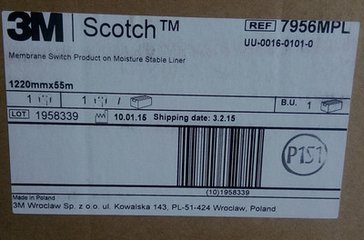 3M Scotch™ REF 7956MPL
UU-0016-0101-0
Membrane Switch Product on Moisture Stable Liner
1220mmx55m
1 1 / B.U. 1
LOT 1958339 10.01.15 Shipping date: 3.2.15
P151
(10)1958339
Made in Poland
3M Wroclaw Sp. z o.o. ul. Kowalska 143, PL-51-424 Wroclaw, Poland